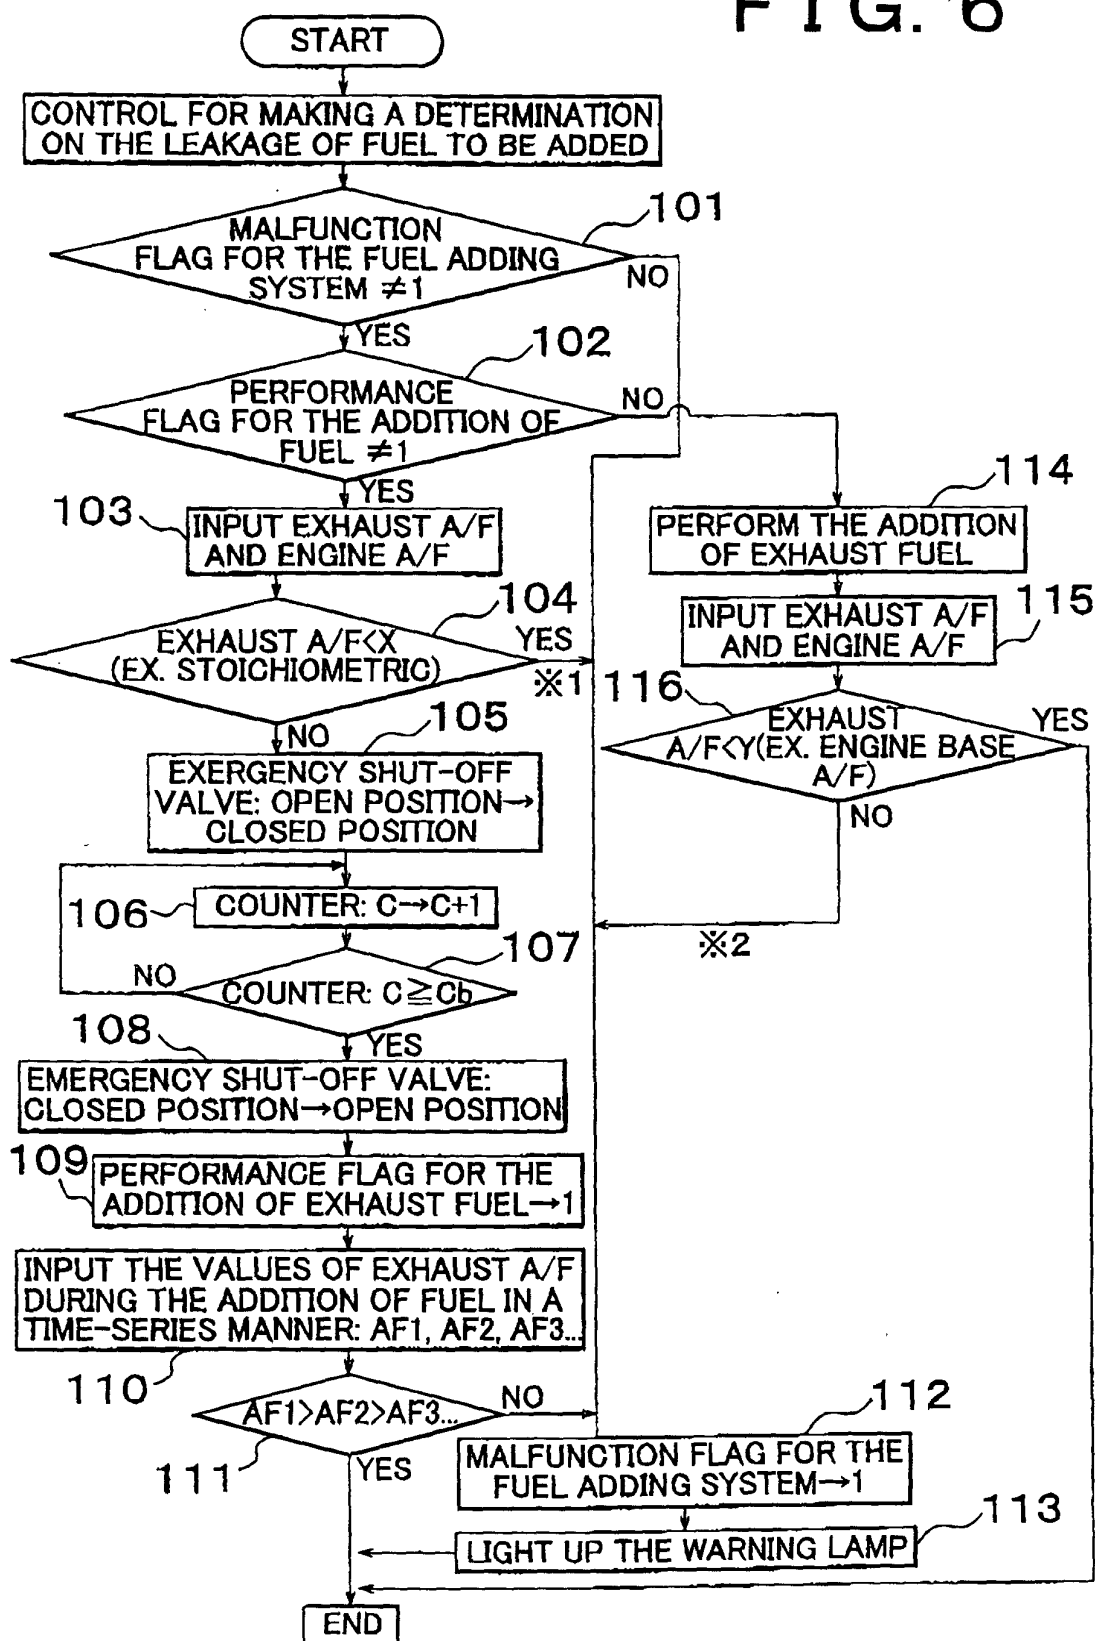 FIG. 6
START
CONTROL FOR MAKING A DETERMINATION
ON THE LEAKAGE OF FUEL TO BE ADDED
101
MALFUNCTION
FLAG FOR THE FUEL ADDING
SYSTEM ≠1
NO
YES
102
PERFORMANCE
FLAG FOR THE ADDITION OF
FUEL ≠1
NO
YES
103
INPUT EXHAUST A/F
AND ENGINE A/F
114
PERFORM THE ADDITION
OF EXHAUST FUEL
104
EXHAUST A/F<X
(EX. STOICHIOMETRIC)
YES
※1
NO
115
INPUT EXHAUST A/F
AND ENGINE A/F
116
EXHAUST
A/F<Y(EX. ENGINE BASE
A/F)
YES
NO
※2
105
EXERGENCY SHUT-OFF
VALVE: OPEN POSITION→
CLOSED POSITION
106
COUNTER: C→C+1
107
COUNTER: C≧Cb
NO
YES
108
EMERGENCY SHUT-OFF VALVE:
CLOSED POSITION→OPEN POSITION
109
PERFORMANCE FLAG FOR THE
ADDITION OF EXHAUST FUEL→1
INPUT THE VALUES OF EXHAUST A/F
DURING THE ADDITION OF FUEL IN A
TIME-SERIES MANNER: AF1, AF2, AF3...
110
AF1>AF2>AF3...
NO
111
YES
112
MALFUNCTION FLAG FOR THE
FUEL ADDING SYSTEM→1
113
LIGHT UP THE WARNING LAMP
END